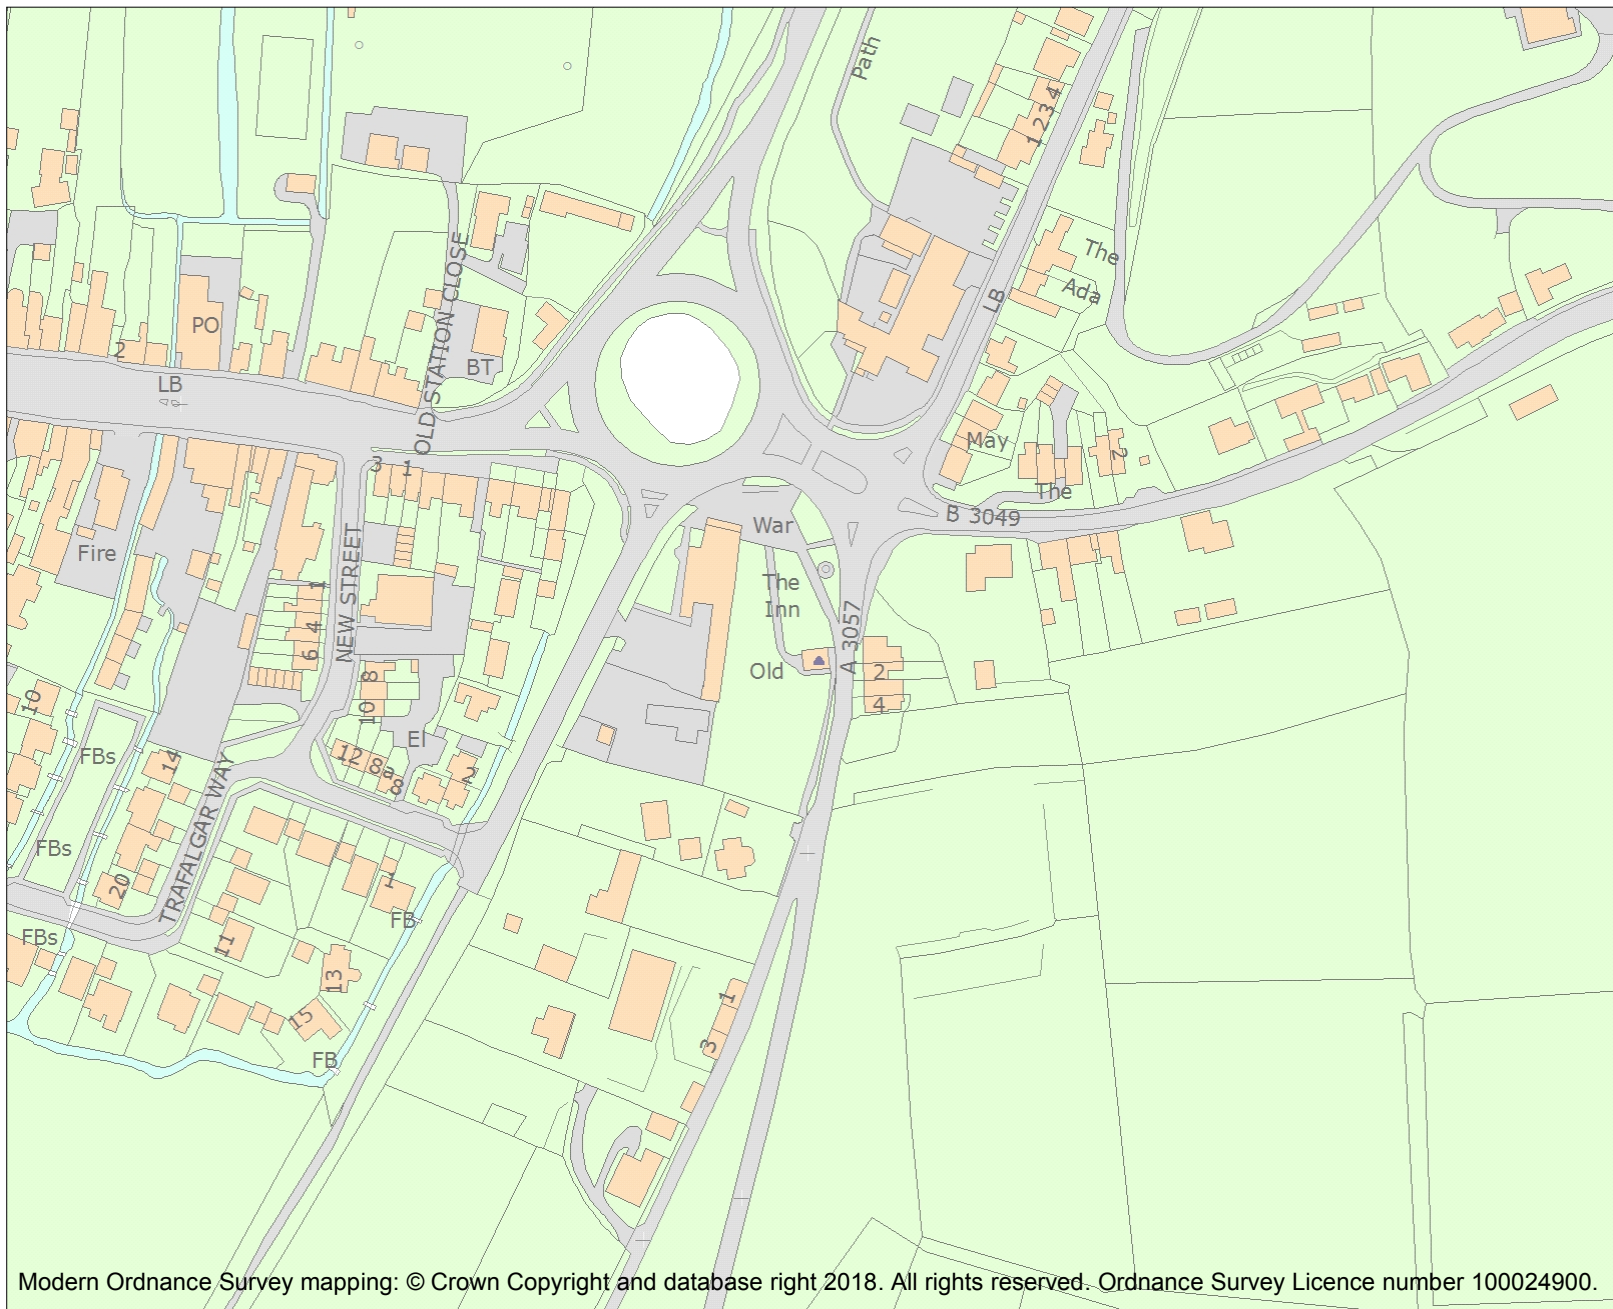 Path
1 2 3 4
The
Ada
OLD STATION CLOSE
LB
PO
2
LB
BT
May
2
The
B 3049
3
1
War
The
Inn
Old
A 3057
2
4
Fire
NEW STREET
1
4
6
8
10
10
El
12
8a
8
2
14
FBs
FBs
TRAFALGAR WAY
20
1
FB
FBs
11
13
15
FB
1
3
Modern Ordnance Survey mapping: © Crown Copyright and database right 2018. All rights reserved. Ordnance Survey Licence number 100024900.